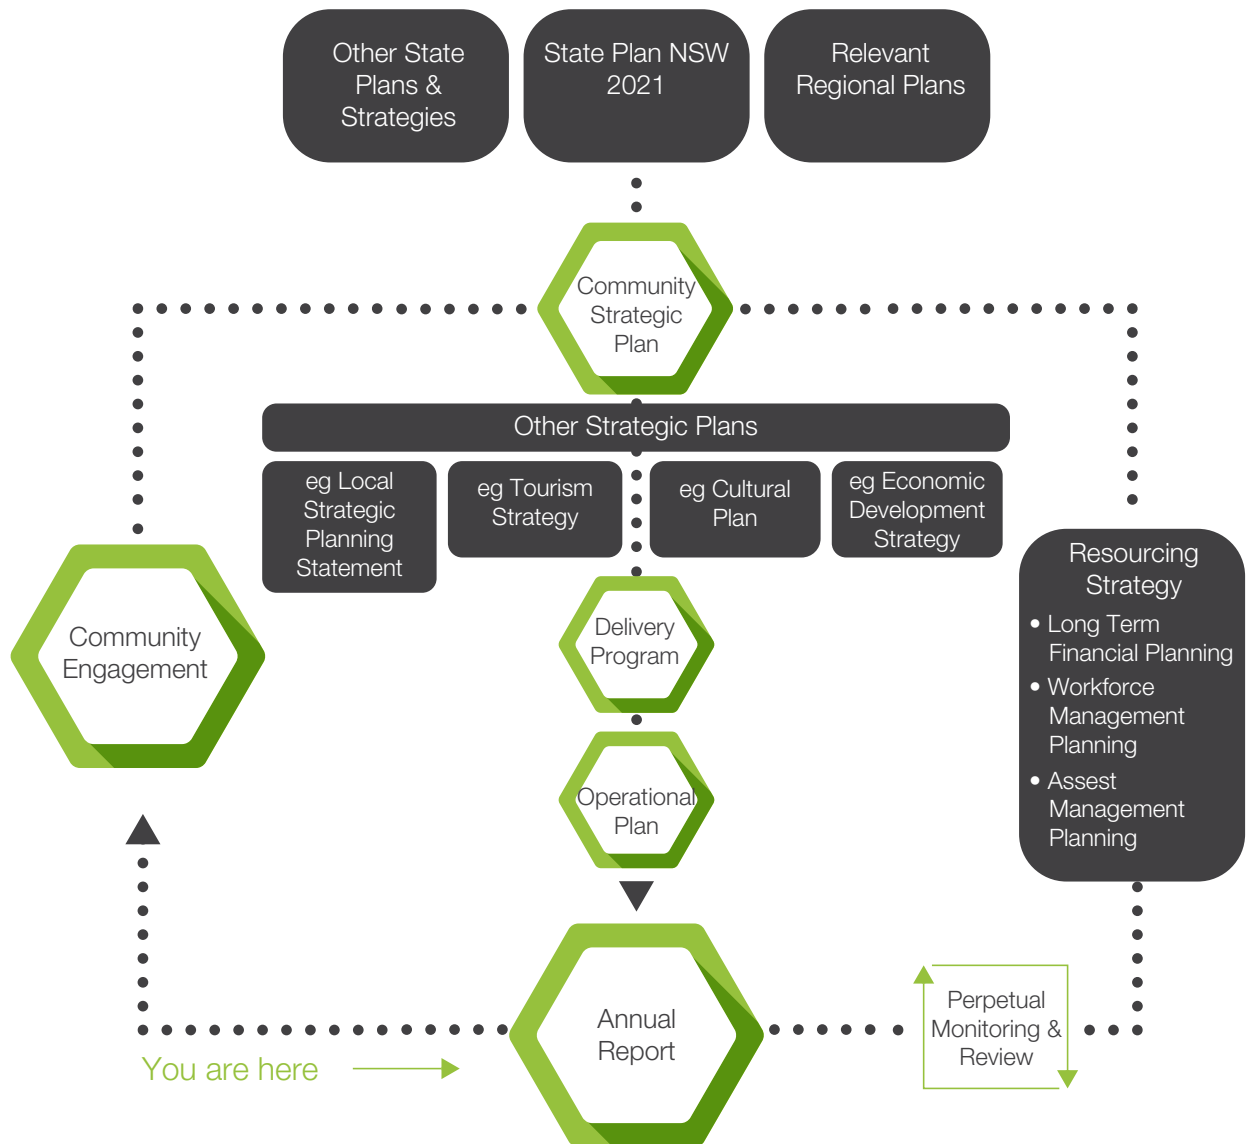 Other State
Plans &
Strategies
State Plan NSW
2021
Relevant
Regional Plans
Community
Strategic
Plan
Other Strategic Plans
eg Local
Strategic
Planning
Statement
eg Tourism
Strategy
eg Cultural
Plan
eg Economic
Development
Strategy
Community
Engagement
Delivery
Program
Resourcing
Strategy
• Long Term
Financial Planning
• Workforce
Management
Planning
• Assest
Management
Planning
Operational
Plan
Annual
Report
Perpetual
Monitoring &
Review
You are here